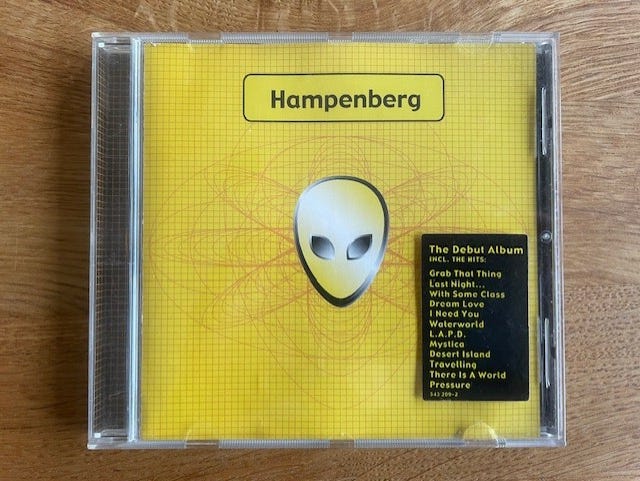 Hampenberg
The Debut Album
INCL. THE HITS:
Grab That Thing
Last Night...
With Some Class
Dream Love
I Need You
Waterworld
L.A.P.D.
Mystica
Desert Island
Travelling
There Is A World
Pressure
543 209-2